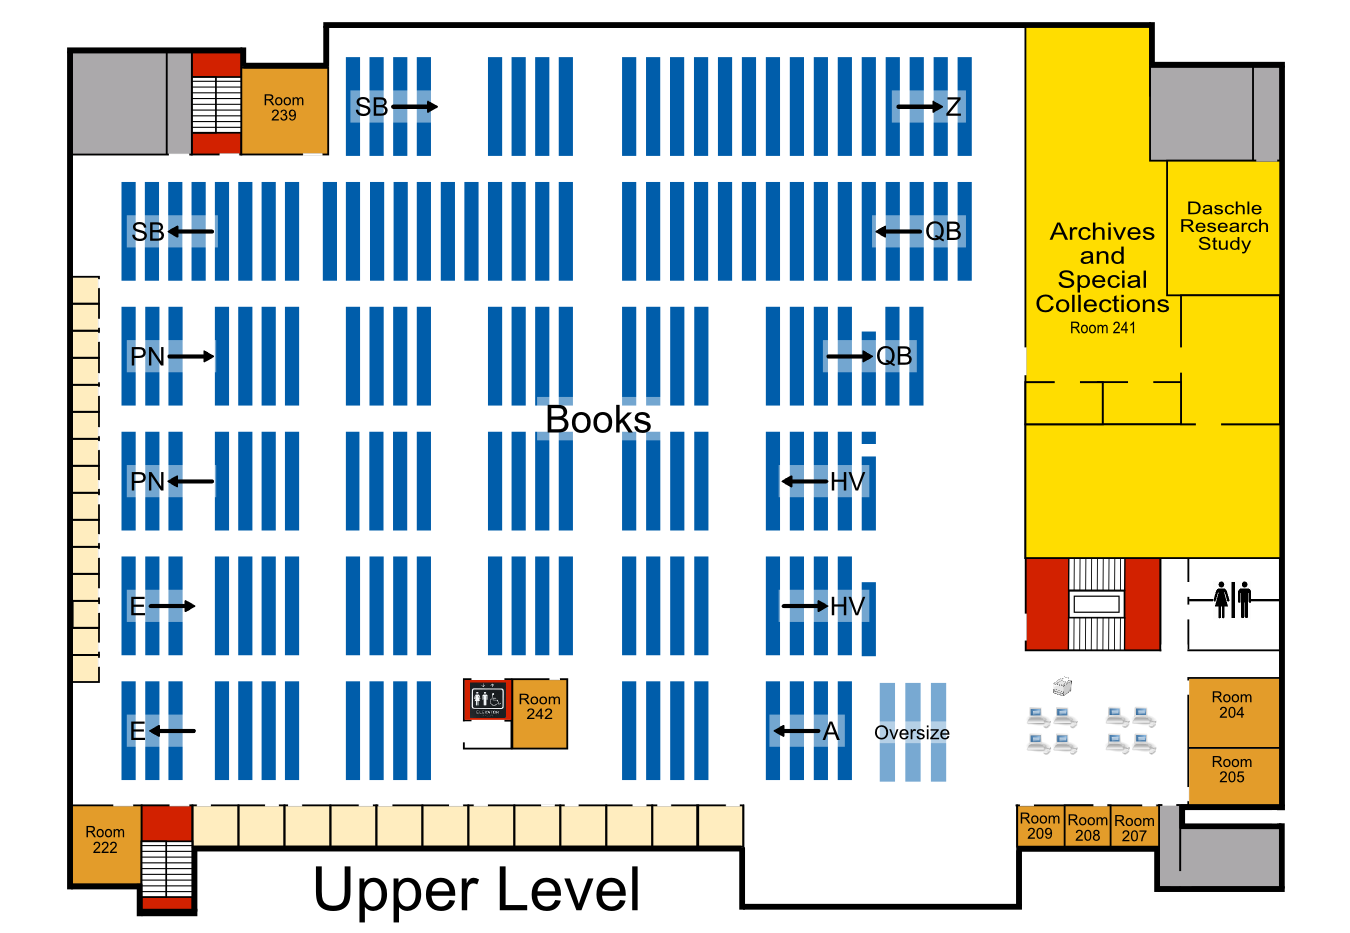 Room
239
SB
Z
SB
QB
Daschle
Research
Study
Archives
and
Special
Collections
Room 241
PN
QB
Books
PN
HV
E
HV
E
ELEVATOR
Room
242
A
Oversize
Room
204
Room
205
Room
209
Room
208
Room
207
Room
222
Upper Level